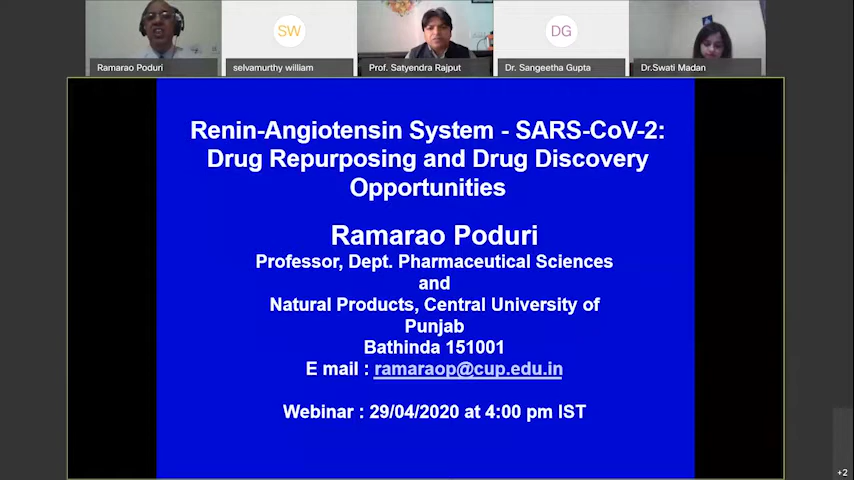 SW
DG
Ramarao Poduri
selvamurthy william
Prof. Satyendra Rajput
Dr. Sangeetha Gupta
Dr.Swati Madan
Renin-Angiotensin System - SARS-CoV-2:
Drug Repurposing and Drug Discovery
Opportunities
Ramarao Poduri
Professor, Dept. Pharmaceutical Sciences
and
Natural Products, Central University of
Punjab
Bathinda 151001
E mail : ramaraop@cup.edu.in
Webinar : 29/04/2020 at 4:00 pm IST
+2